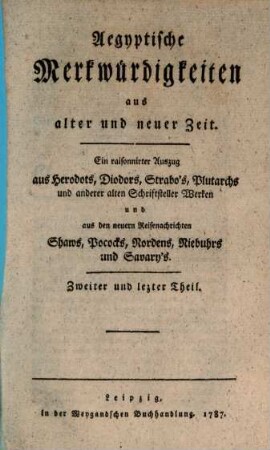 Aegyptische
Merkwürdigkeiten
aus
alter und neuer Zeit.
Ein raisonnirter Auszug
aus Herodots, Diodors, Strabo's, Plutarchs
und anderer alten Schriftsteller Werken
und
aus den neuern Reisenachrichten
Shaws, Pococks, Nordens, Niebuhrs
und Savary's.
Zweiter und lezter Theil.
Leipzig,
In der Weygandschen Buchhandlung. 1787.